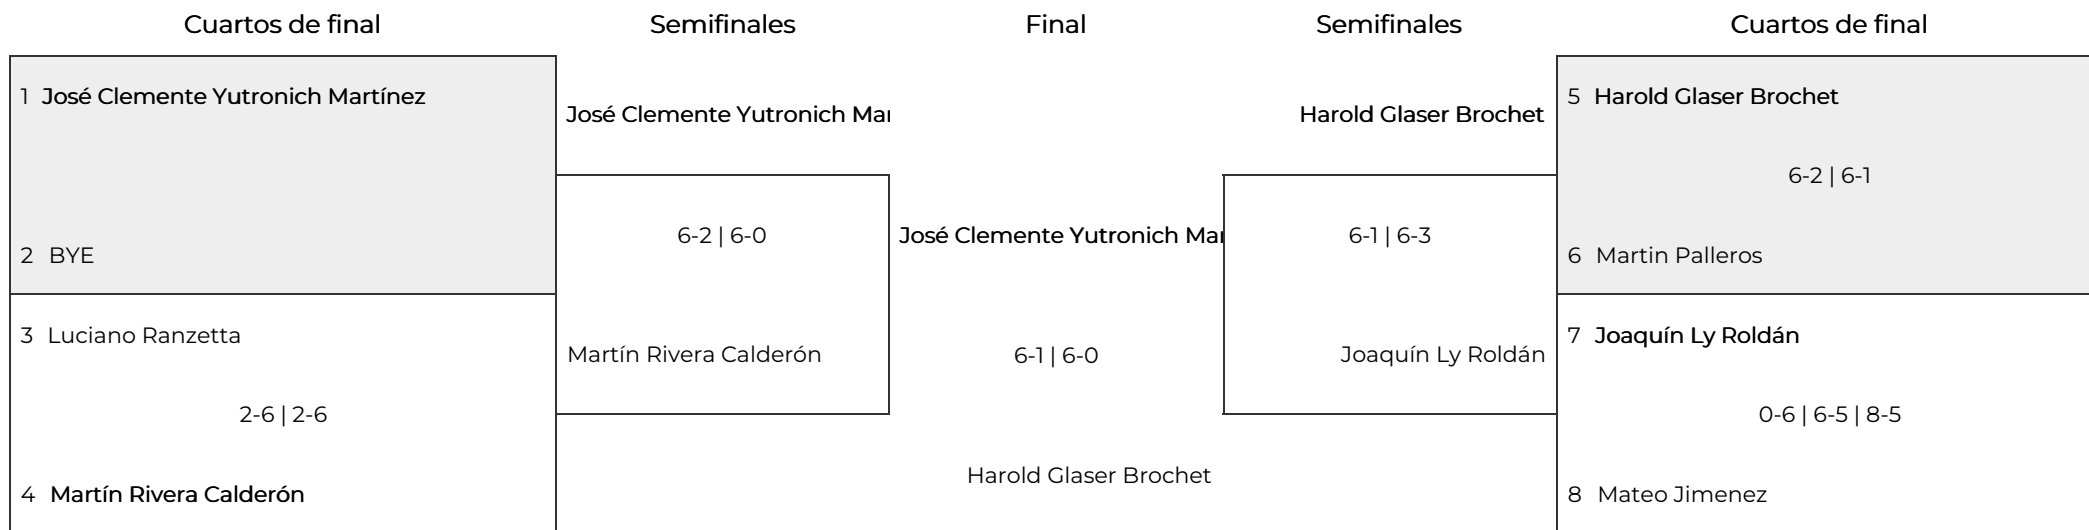 Cuartos de final
Semifinales
Final
Semifinales
Cuartos de final
1 José Clemente Yutronich Martínez
2 BYE
3 Luciano Ranzetta
2-6 | 2-6
4 Martín Rivera Calderón
José Clemente Yutronich Mar
6-2 | 6-0
Martín Rivera Calderón
José Clemente Yutronich Mar
6-1 | 6-0
Harold Glaser Brochet
Harold Glaser Brochet
6-1 | 6-3
Joaquín Ly Roldán
5 Harold Glaser Brochet
6-2 | 6-1
6 Martin Palleros
7 Joaquín Ly Roldán
0-6 | 6-5 | 8-5
8 Mateo Jimenez